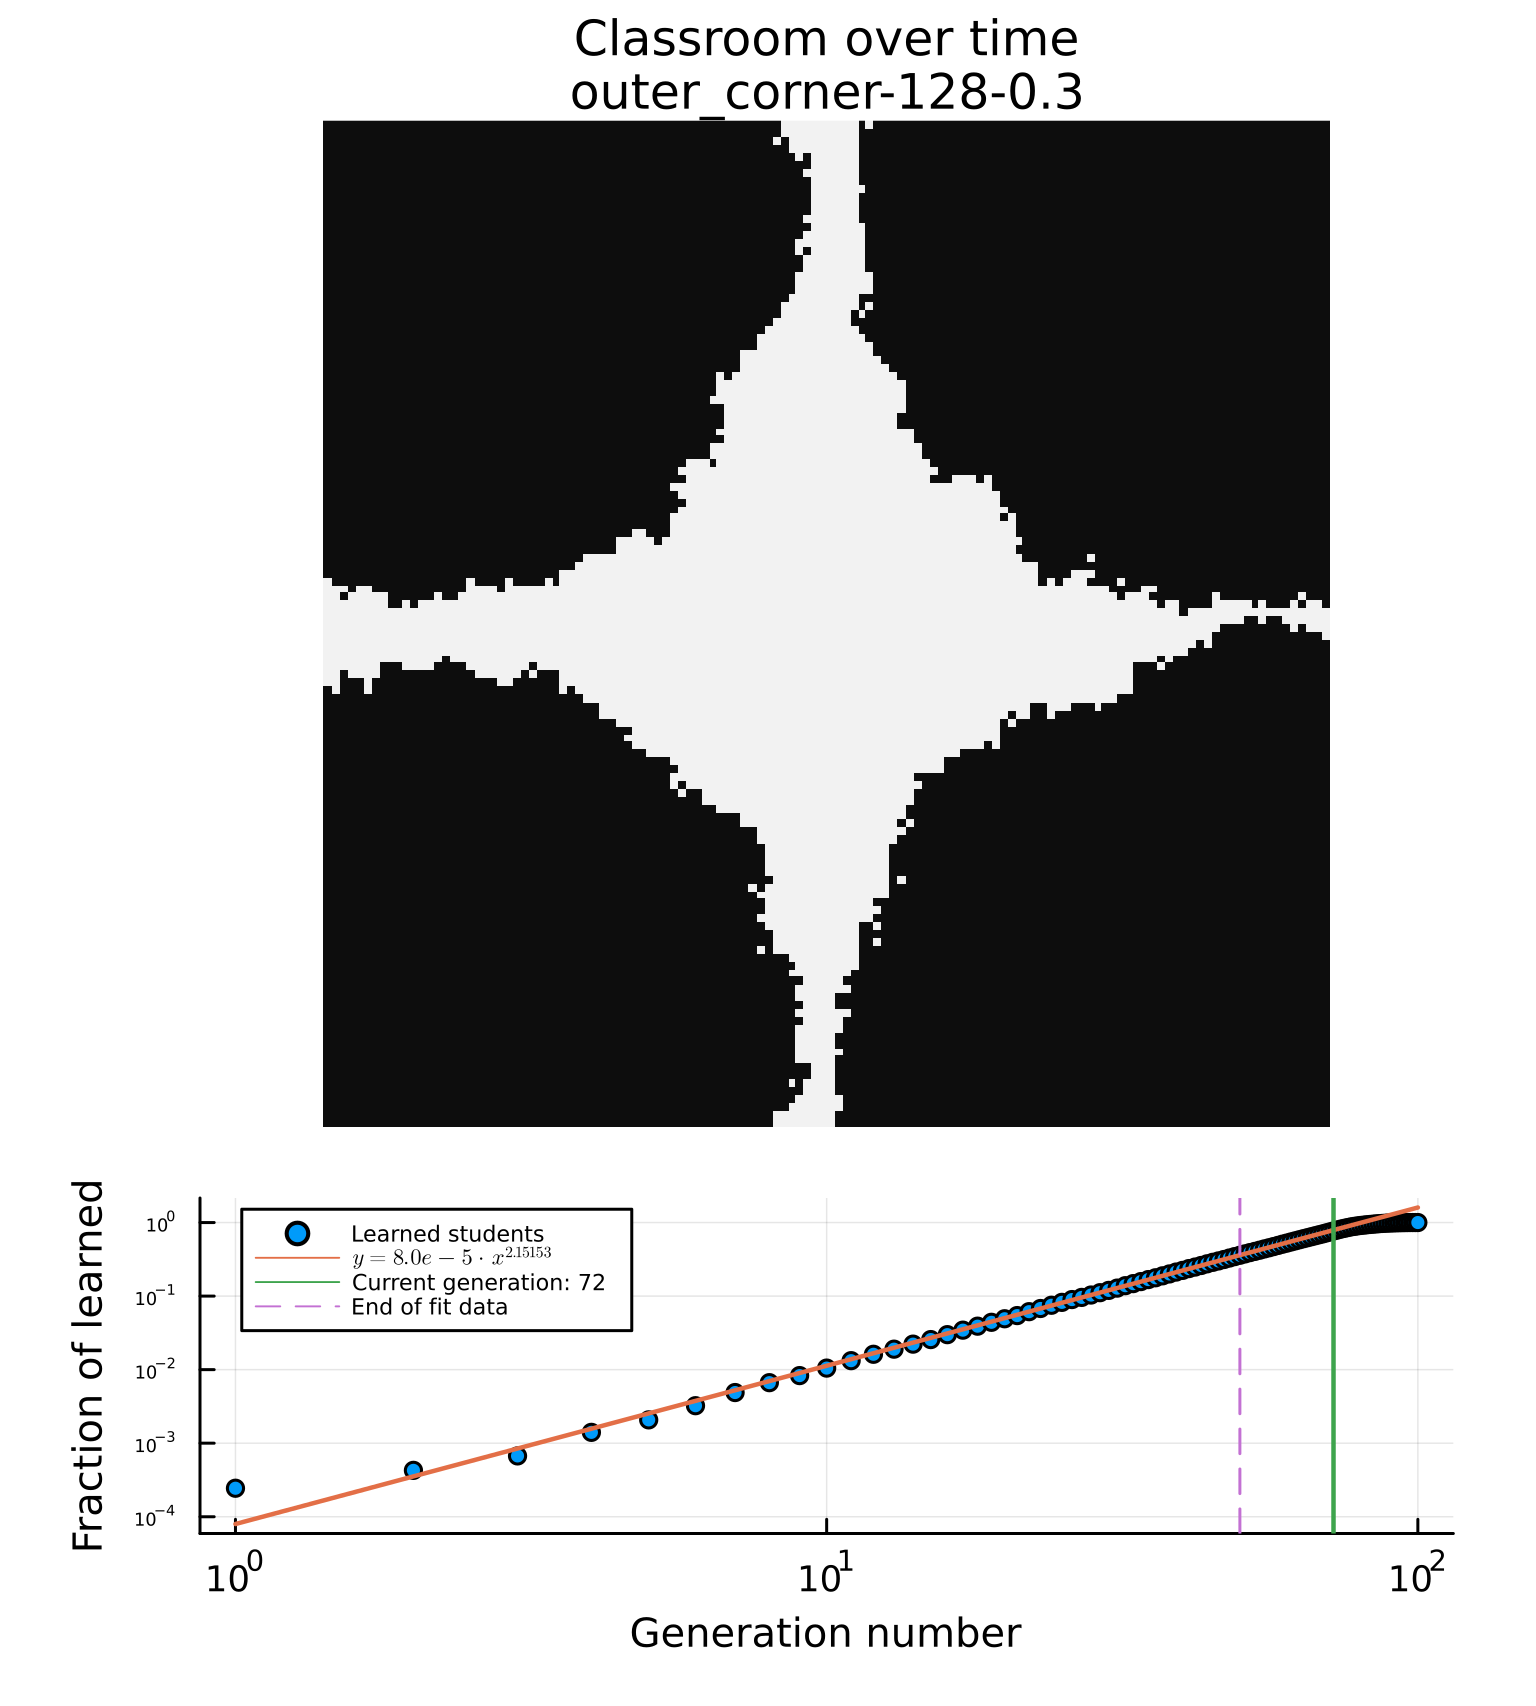 Classroom over time
outer_corner-128-0.3
Fraction of learned
10^0
10^-1
10^-2
10^-3
10^-4
Learned students
y = 8.0e − 5 · x^2.15153
Current generation: 72
End of fit data
10^0 10^1 10^2
Generation number